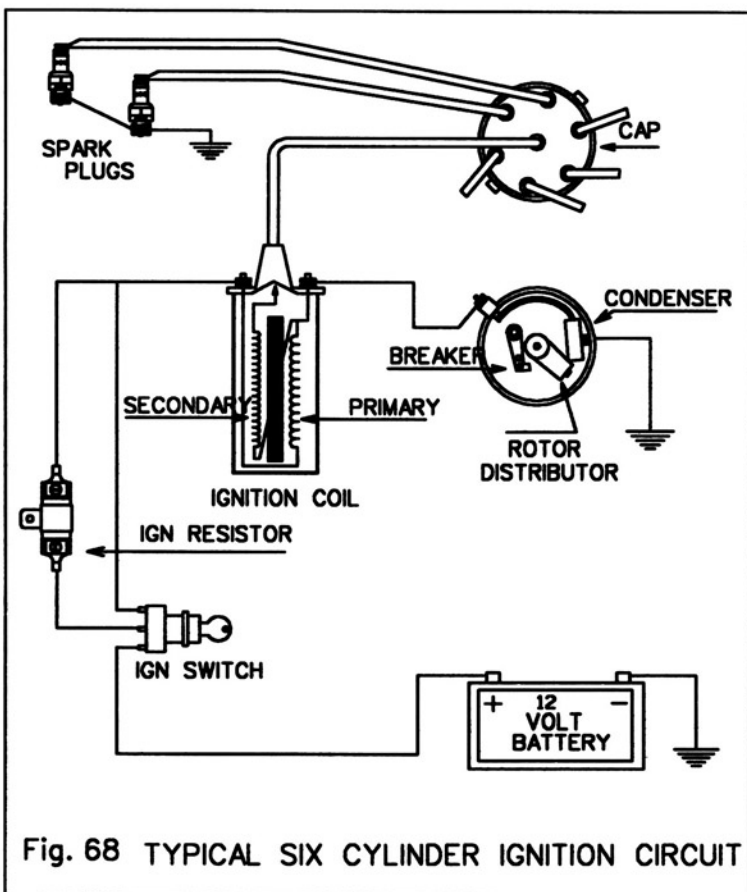 SPARK
PLUGS
CAP
CONDENSER
BREAKER
SECONDARY
PRIMARY
ROTOR
DISTRIBUTOR
IGNITION COIL
IGN RESISTOR
IGN SWITCH
+ 12 −
VOLT
BATTERY
Fig. 68 TYPICAL SIX CYLINDER IGNITION CIRCUIT